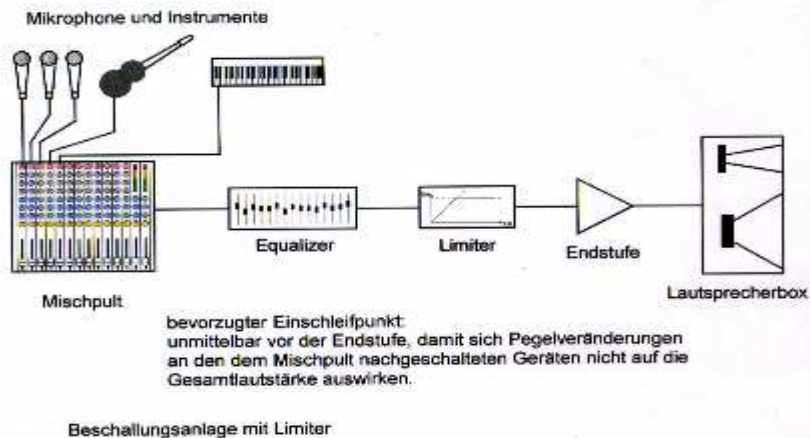 Mikrophone und Instrumente
Equalizer
Limiter
Endstufe
Mischpult
Lautsprecherbox
bevorzugter Einschleifpunkt:
unmittelbar vor der Endstufe, damit sich Pegelveränderungen
an den dem Mischpult nachgeschalteten Geräten nicht auf die
Gesamtlautstärke auswirken.
Beschallungsanlage mit Limiter